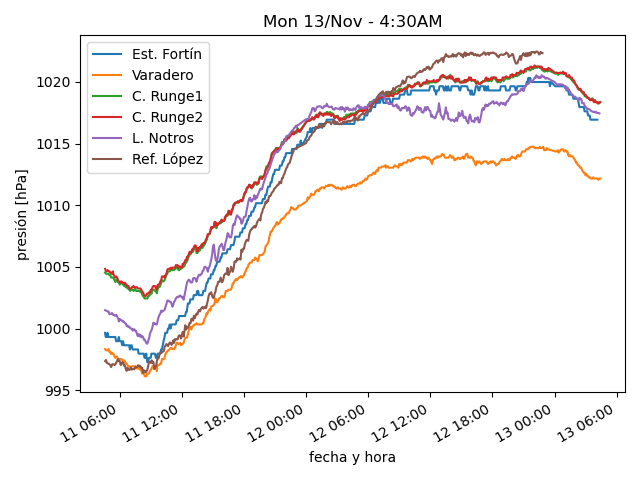 Mon 13/Nov - 4:30AM
Est. Fortín
Varadero
C. Runge1
C. Runge2
L. Notros
Ref. López
presión [hPa]
1020
1015
1010
1005
1000
995
11 06:00
11 12:00
11 18:00
12 00:00
12 06:00
12 12:00
12 18:00
13 00:00
13 06:00
fecha y hora